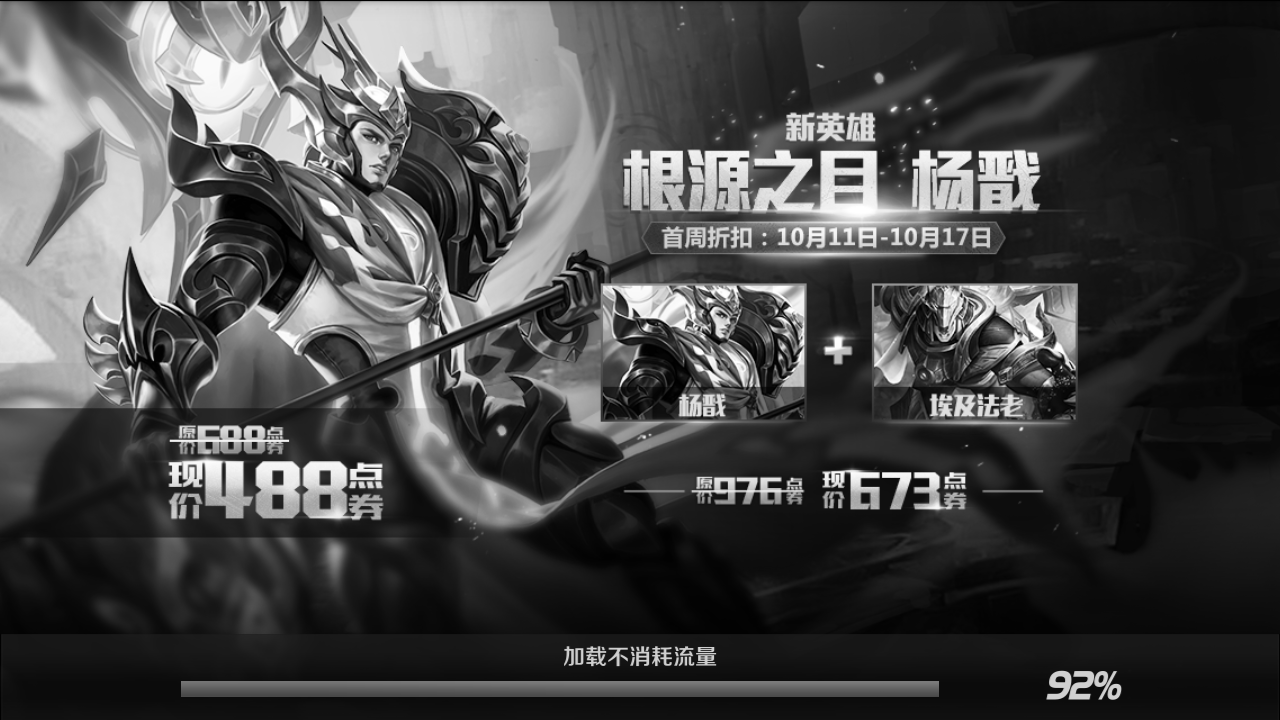 新英雄
根源之目 杨戬
首周折扣：10月11日-10月17日
杨戬
埃及法老
原价688点券
现价488点券
原价976点券 现价673点券
加载不消耗流量
92%